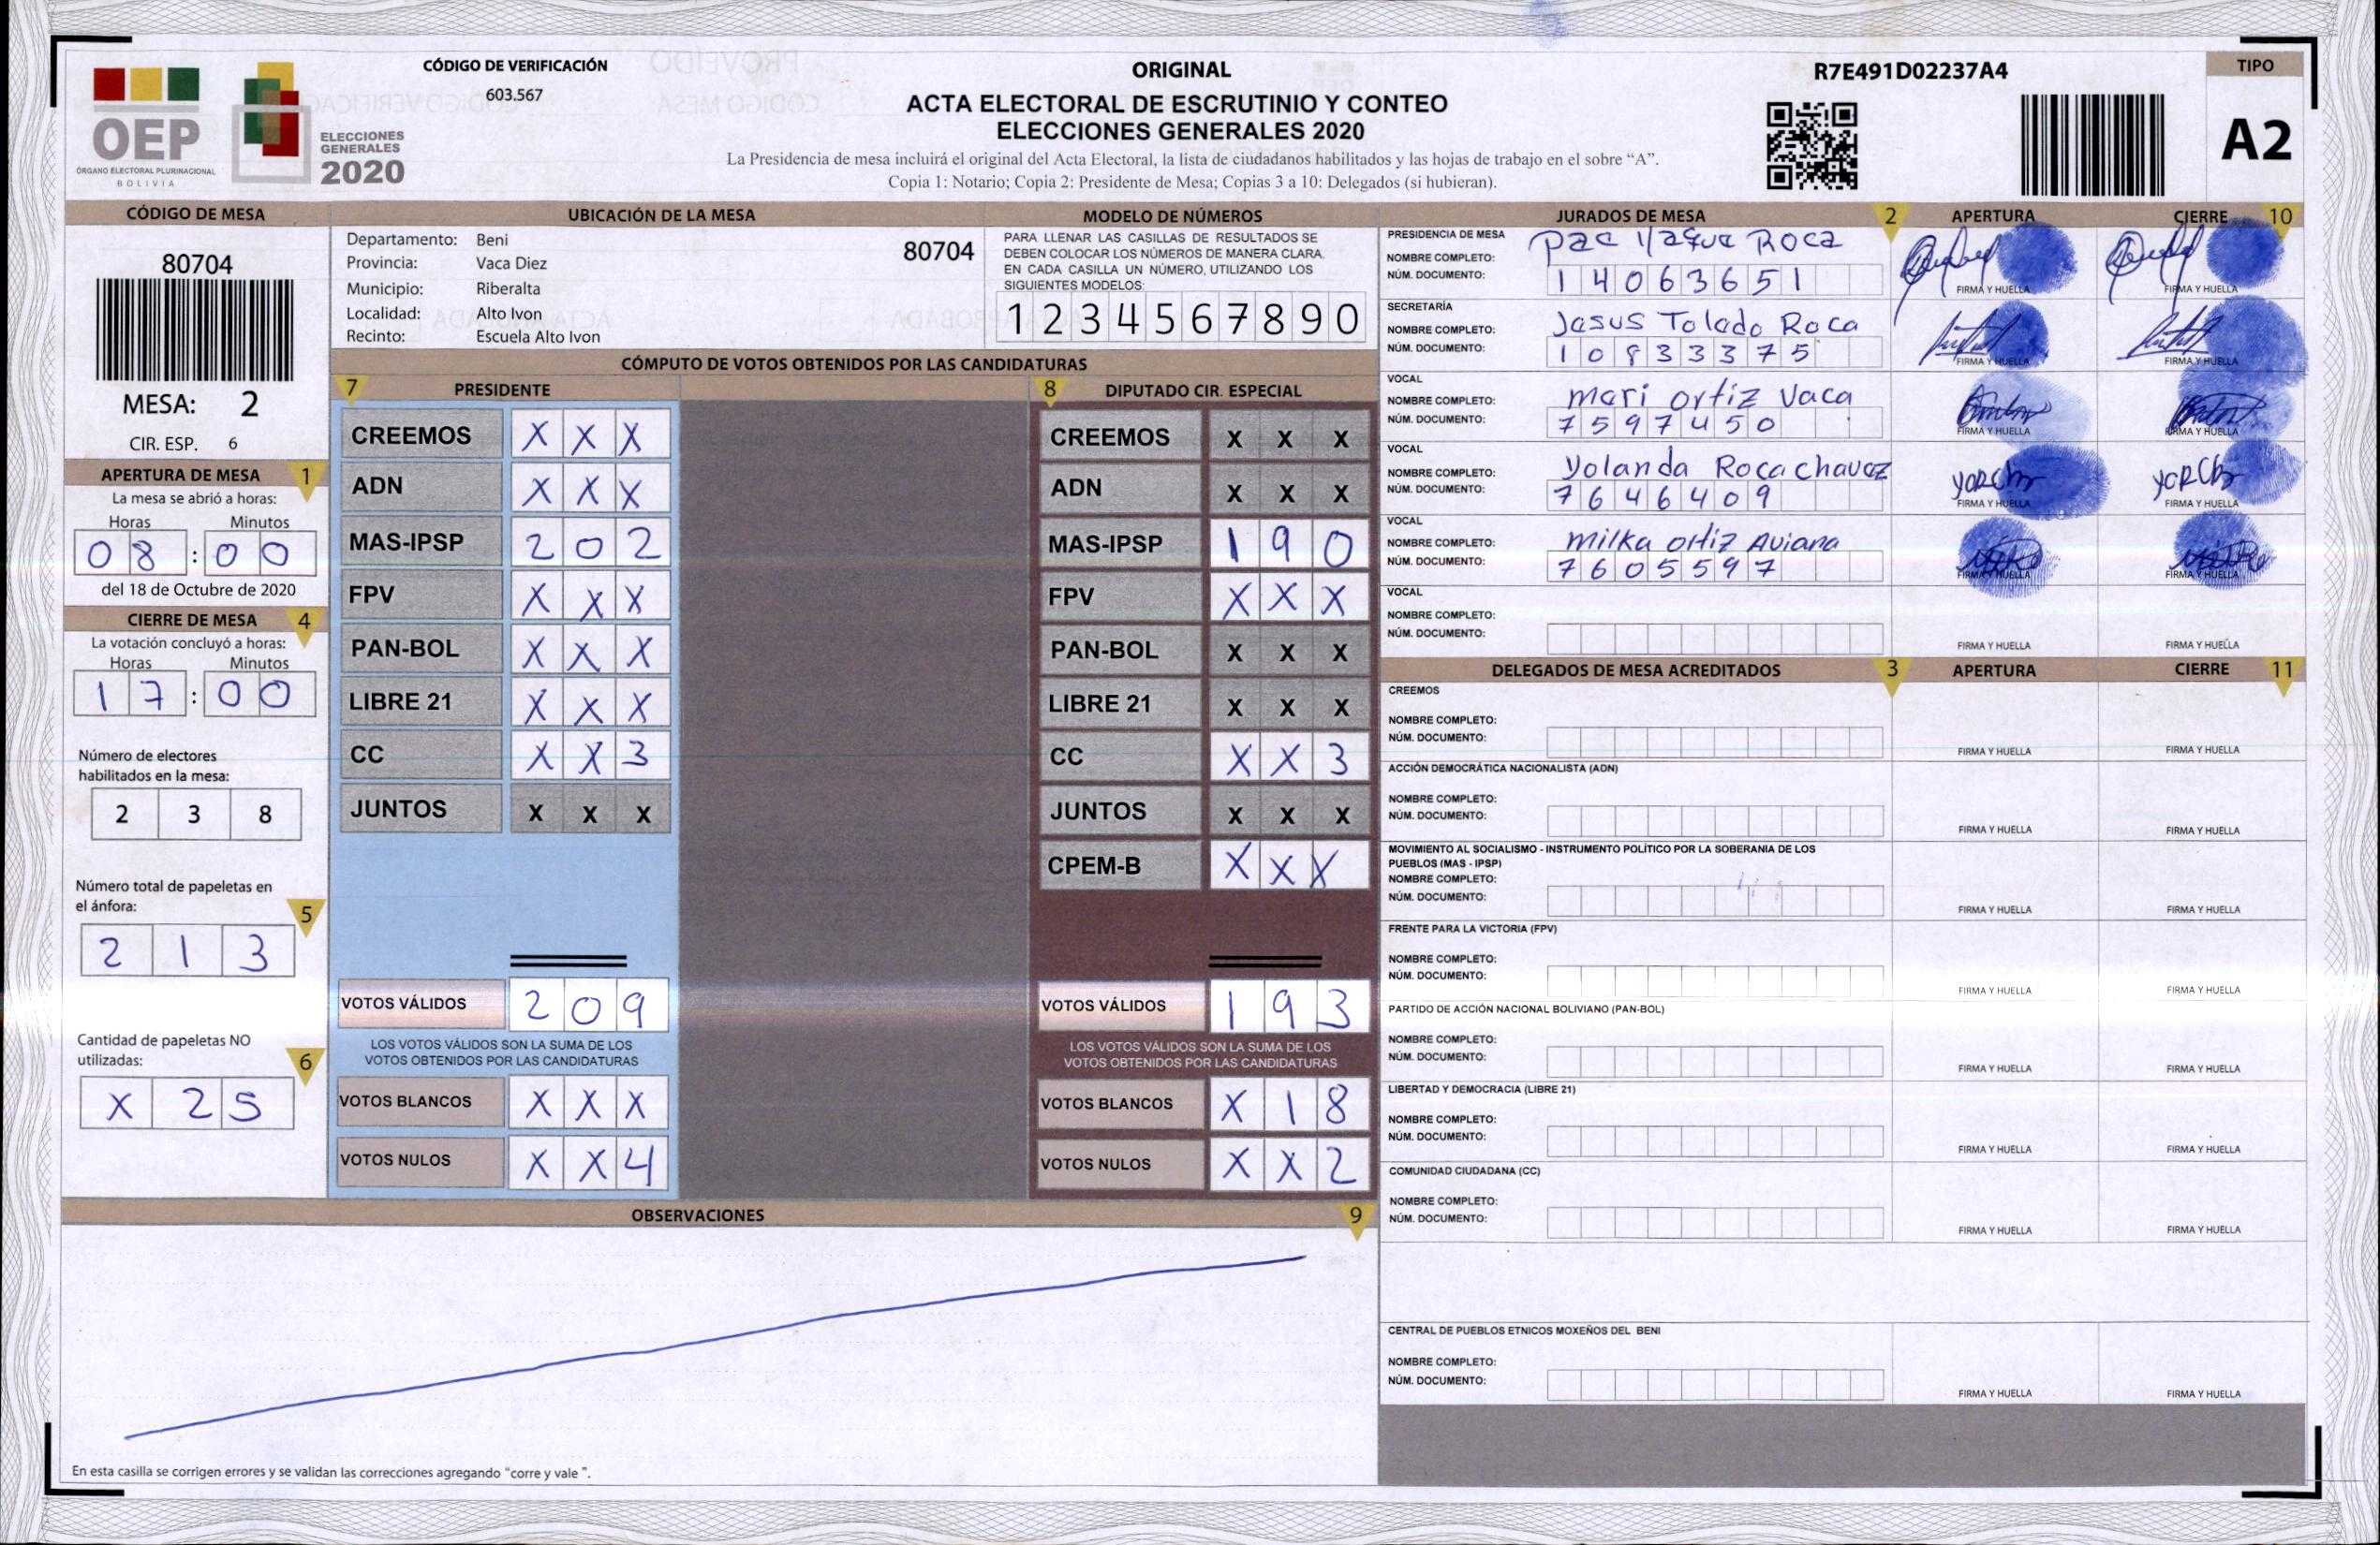 CÓDIGO DE VERIFICACIÓN
603.567
OEP
ÓRGANO ELECTORAL PLURINACIONAL
BOLIVIA
ELECCIONES
GENERALES
2020
ORIGINAL
ACTA ELECTORAL DE ESCRUTINIO Y CONTEO
ELECCIONES GENERALES 2020
La Presidencia de mesa incluirá el original del Acta Electoral, la lista de ciudadanos habilitados y las hojas de trabajo en el sobre “A”.
Copia 1: Notario; Copia 2: Presidente de Mesa; Copias 3 a 10: Delegados (si hubieran).
R7E491D02237A4
TIPO
A2
CÓDIGO DE MESA
80704
MESA: 2
CIR. ESP. 6
APERTURA DE MESA 1
La mesa se abrió a horas:
Horas Minutos
08 : 00
del 18 de Octubre de 2020
CIERRE DE MESA 4
La votación concluyó a horas:
Horas Minutos
17 : 00
Número de electores
habilitados en la mesa:
2 3 8
Número total de papeletas en
el ánfora:
5
2 1 3
Cantidad de papeletas NO
utilizadas:
6
X 2 5
UBICACIÓN DE LA MESA
Departamento: Beni
80704
Provincia: Vaca Diez
Municipio: Riberalta
Localidad: Alto Ivon
Recinto: Escuela Alto Ivon
MODELO DE NÚMEROS
PARA LLENAR LAS CASILLAS DE RESULTADOS SE
DEBEN COLOCAR LOS NÚMEROS DE MANERA CLARA.
EN CADA CASILLA UN NÚMERO, UTILIZANDO LOS
SIGUIENTES MODELOS:
1 2 3 4 5 6 7 8 9 0
CÓMPUTO DE VOTOS OBTENIDOS POR LAS CANDIDATURAS
7 PRESIDENTE
CREEMOS X X X
ADN X X X
MAS-IPSP 2 0 2
FPV X X X
PAN-BOL X X X
LIBRE 21 X X X
CC X X 3
JUNTOS X X X
VOTOS VÁLIDOS 2 0 9
LOS VOTOS VÁLIDOS SON LA SUMA DE LOS
VOTOS OBTENIDOS POR LAS CANDIDATURAS
VOTOS BLANCOS X X X
VOTOS NULOS X X 4
8 DIPUTADO CIR. ESPECIAL
CREEMOS X X X
ADN X X X
MAS-IPSP 1 9 0
FPV X X X
PAN-BOL X X X
LIBRE 21 X X X
CC X X 3
JUNTOS X X X
CPEM-B X X X
VOTOS VÁLIDOS 1 9 3
LOS VOTOS VÁLIDOS SON LA SUMA DE LOS
VOTOS OBTENIDOS POR LAS CANDIDATURAS
VOTOS BLANCOS X 1 8
VOTOS NULOS X X 2
OBSERVACIONES 9
En esta casilla se corrigen errores y se validan las correcciones agregando “corre y vale ”.
JURADOS DE MESA 2 APERTURA CIERRE 10
PRESIDENCIA DE MESA
NOMBRE COMPLETO: Roca
NÚM. DOCUMENTO: 14063651
FIRMA Y HUELLA FIRMA Y HUELLA
SECRETARÍA
NOMBRE COMPLETO: Jesus Toledo Roca
NÚM. DOCUMENTO: 10833375
FIRMA Y HUELLA FIRMA Y HUELLA
VOCAL
NOMBRE COMPLETO: mari ortiz Vaca
NÚM. DOCUMENTO: 7597450
FIRMA Y HUELLA FIRMA Y HUELLA
VOCAL
NOMBRE COMPLETO: Yolanda Roca chavez
NÚM. DOCUMENTO: 7646409
FIRMA Y HUELLA FIRMA Y HUELLA
VOCAL
NOMBRE COMPLETO: milka ortiz Aviana
NÚM. DOCUMENTO: 7605597
FIRMA Y HUELLA FIRMA Y HUELLA
VOCAL
NOMBRE COMPLETO:
NÚM. DOCUMENTO:
FIRMA Y HUELLA FIRMA Y HUELLA
DELEGADOS DE MESA ACREDITADOS 3 APERTURA CIERRE 11
CREEMOS
NOMBRE COMPLETO:
NÚM. DOCUMENTO:
FIRMA Y HUELLA FIRMA Y HUELLA
ACCIÓN DEMOCRÁTICA NACIONALISTA (ADN)
NOMBRE COMPLETO:
NÚM. DOCUMENTO:
FIRMA Y HUELLA FIRMA Y HUELLA
MOVIMIENTO AL SOCIALISMO - INSTRUMENTO POLÍTICO POR LA SOBERANIA DE LOS
PUEBLOS (MAS - IPSP)
NOMBRE COMPLETO:
NÚM. DOCUMENTO:
FIRMA Y HUELLA FIRMA Y HUELLA
FRENTE PARA LA VICTORIA (FPV)
NOMBRE COMPLETO:
NÚM. DOCUMENTO:
FIRMA Y HUELLA FIRMA Y HUELLA
PARTIDO DE ACCIÓN NACIONAL BOLIVIANO (PAN-BOL)
NOMBRE COMPLETO:
NÚM. DOCUMENTO:
FIRMA Y HUELLA FIRMA Y HUELLA
LIBERTAD Y DEMOCRACIA (LIBRE 21)
NOMBRE COMPLETO:
NÚM. DOCUMENTO:
FIRMA Y HUELLA FIRMA Y HUELLA
COMUNIDAD CIUDADANA (CC)
NOMBRE COMPLETO:
NÚM. DOCUMENTO:
FIRMA Y HUELLA FIRMA Y HUELLA
CENTRAL DE PUEBLOS ETNICOS MOXEÑOS DEL BENI
NOMBRE COMPLETO:
NÚM. DOCUMENTO:
FIRMA Y HUELLA FIRMA Y HUELLA